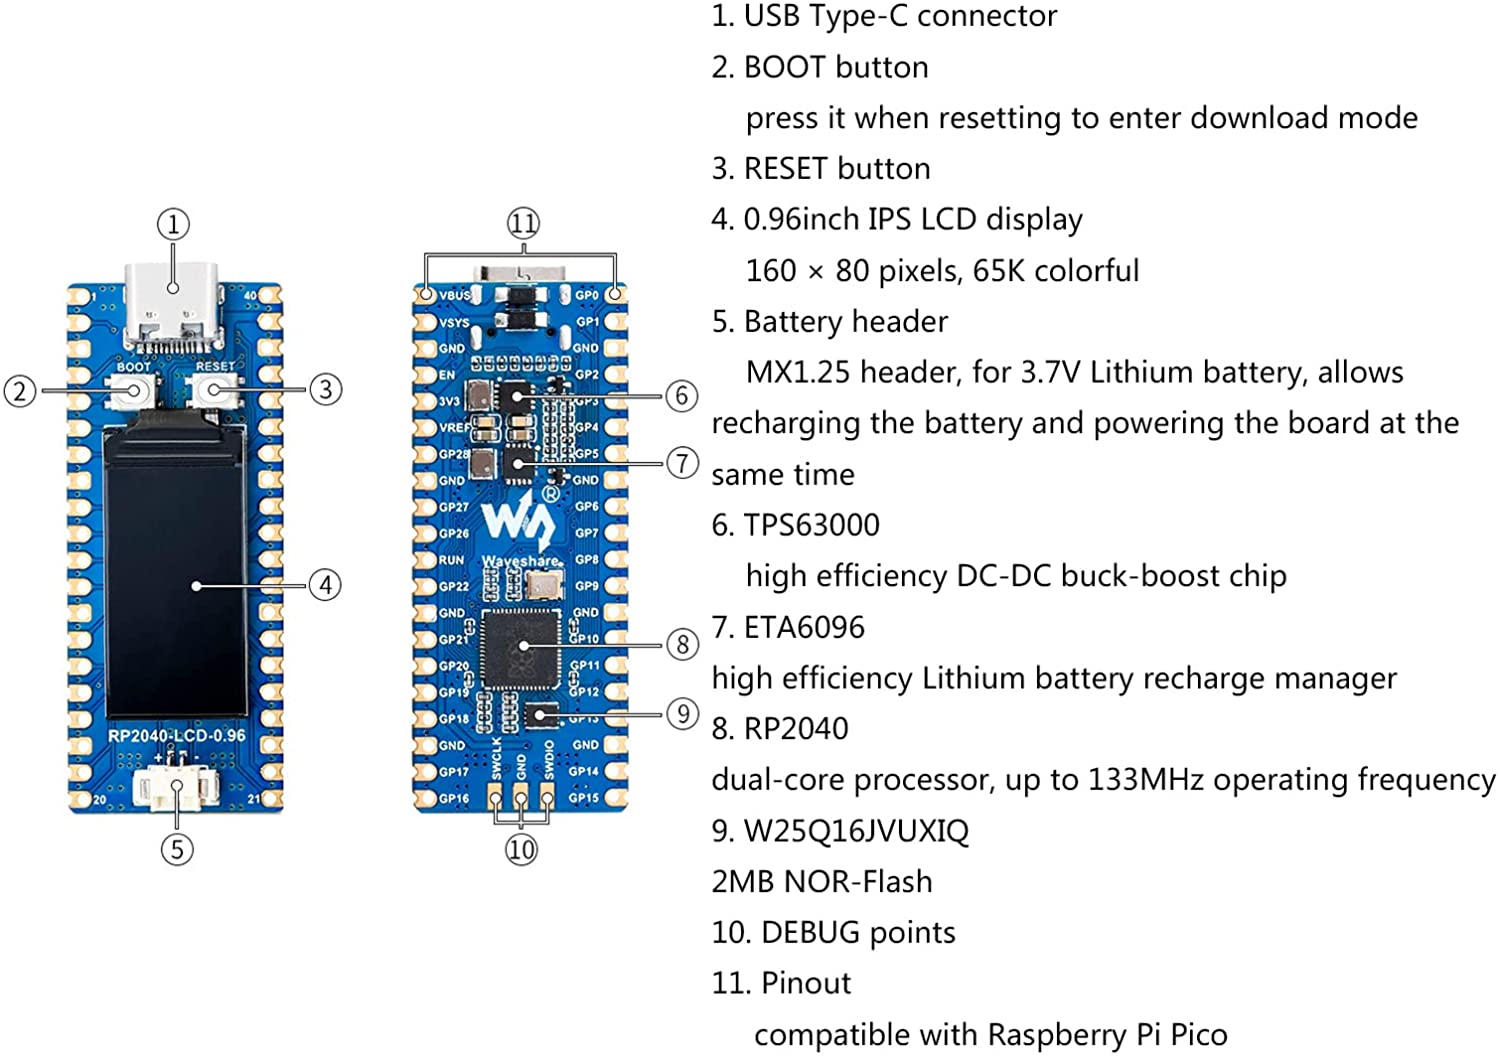 1. USB Type-C connector
2. BOOT button
press it when resetting to enter download mode
3. RESET button
4. 0.96inch IPS LCD display
160 × 80 pixels, 65K colorful
5. Battery header
MX1.25 header, for 3.7V Lithium battery, allows
recharging the battery and powering the board at the
same time
6. TPS63000
high efficiency DC-DC buck-boost chip
7. ETA6096
high efficiency Lithium battery recharge manager
8. RP2040
dual-core processor, up to 133MHz operating frequency
9. W25Q16JVUXIQ
2MB NOR-Flash
10. DEBUG points
11. Pinout
compatible with Raspberry Pi Pico
1
2
3
4
5
1
40
BOOT
RESET
RP2040-LCD-0.96
+ -
20
21
11
6
7
8
9
10
VBUS
VSYS
GND
EN
3V3
VREF
GP28
GND
GP27
GP26
RUN
GP22
GND
GP21
GP20
GP19
GP18
GND
GP17
GP16
GP0
GP1
GND
GP2
GP3
GP4
GP5
GND
GP6
GP7
GP8
GP9
GND
GP10
GP11
GP12
GP13
GND
GP14
GP15
®
Waveshare
SWCLK
GND
SWDIO